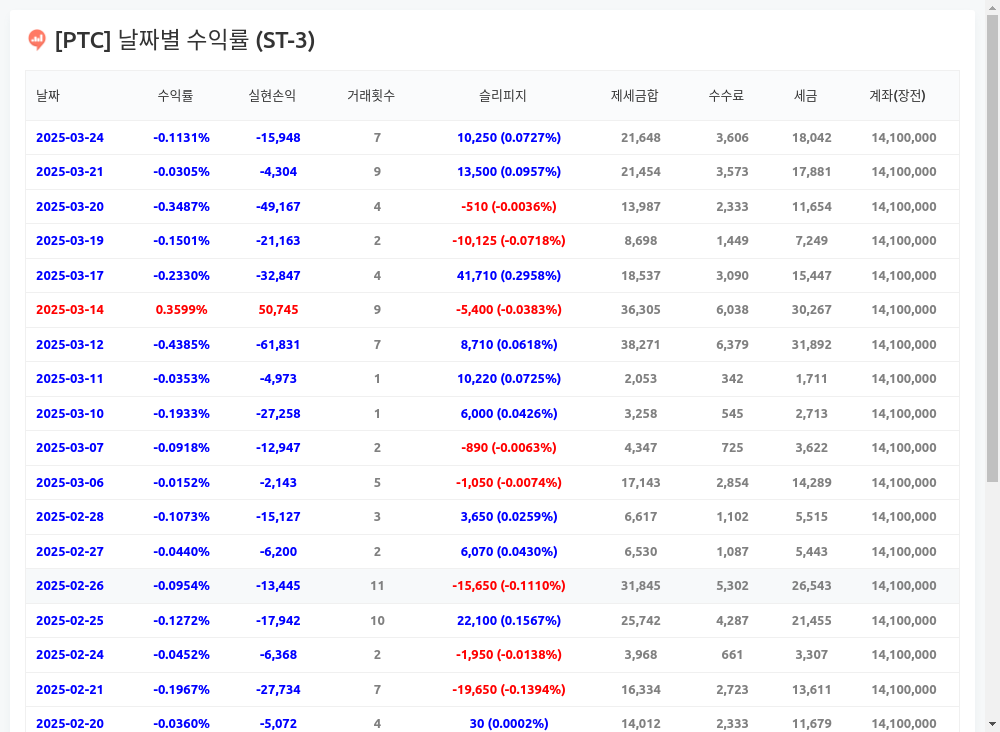 [PTC] 날짜별 수익률 (ST-3)
날짜 수익률 실현손익 거래횟수 슬리피지 제세금합 수수료 세금 계좌(장전)
2025-03-24 -0.1131% -15,948 7 10,250 (0.0727%) 21,648 3,606 18,042 14,100,000
2025-03-21 -0.0305% -4,304 9 13,500 (0.0957%) 21,454 3,573 17,881 14,100,000
2025-03-20 -0.3487% -49,167 4 -510 (-0.0036%) 13,987 2,333 11,654 14,100,000
2025-03-19 -0.1501% -21,163 2 -10,125 (-0.0718%) 8,698 1,449 7,249 14,100,000
2025-03-17 -0.2330% -32,847 4 41,710 (0.2958%) 18,537 3,090 15,447 14,100,000
2025-03-14 0.3599% 50,745 9 -5,400 (-0.0383%) 36,305 6,038 30,267 14,100,000
2025-03-12 -0.4385% -61,831 7 8,710 (0.0618%) 38,271 6,379 31,892 14,100,000
2025-03-11 -0.0353% -4,973 1 10,220 (0.0725%) 2,053 342 1,711 14,100,000
2025-03-10 -0.1933% -27,258 1 6,000 (0.0426%) 3,258 545 2,713 14,100,000
2025-03-07 -0.0918% -12,947 2 -890 (-0.0063%) 4,347 725 3,622 14,100,000
2025-03-06 -0.0152% -2,143 5 -1,050 (-0.0074%) 17,143 2,854 14,289 14,100,000
2025-02-28 -0.1073% -15,127 3 3,650 (0.0259%) 6,617 1,102 5,515 14,100,000
2025-02-27 -0.0440% -6,200 2 6,070 (0.0430%) 6,530 1,087 5,443 14,100,000
2025-02-26 -0.0954% -13,445 11 -15,650 (-0.1110%) 31,845 5,302 26,543 14,100,000
2025-02-25 -0.1272% -17,942 10 22,100 (0.1567%) 25,742 4,287 21,455 14,100,000
2025-02-24 -0.0452% -6,368 2 -1,950 (-0.0138%) 3,968 661 3,307 14,100,000
2025-02-21 -0.1967% -27,734 7 -19,650 (-0.1394%) 16,334 2,723 13,611 14,100,000
2025-02-20 -0.0360% -5,072 4 30 (0.0002%) 14,012 2,333 11,679 14,100,000